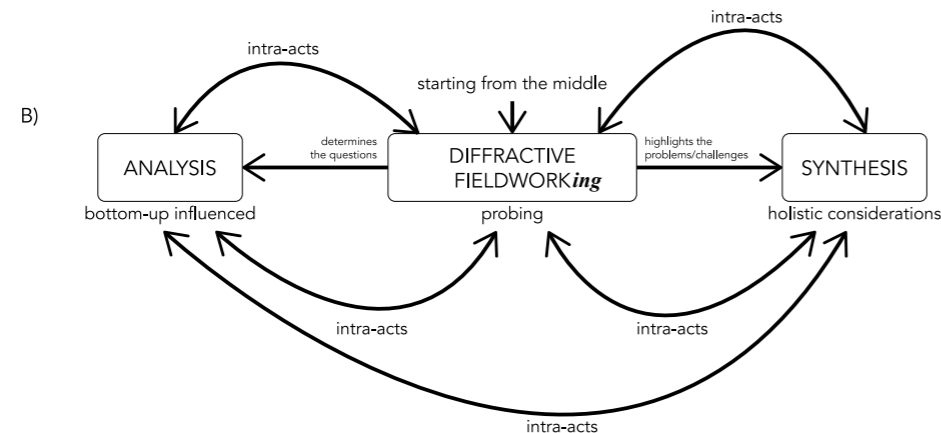 intra-acts
intra-acts
starting from the middle
B)
determines
the questions
highlights the
problems/challenges
ANALYSIS
DIFFRACTIVE
FIELDWORKing
SYNTHESIS
bottom-up influenced
probing
holistic considerations
intra-acts
intra-acts
intra-acts